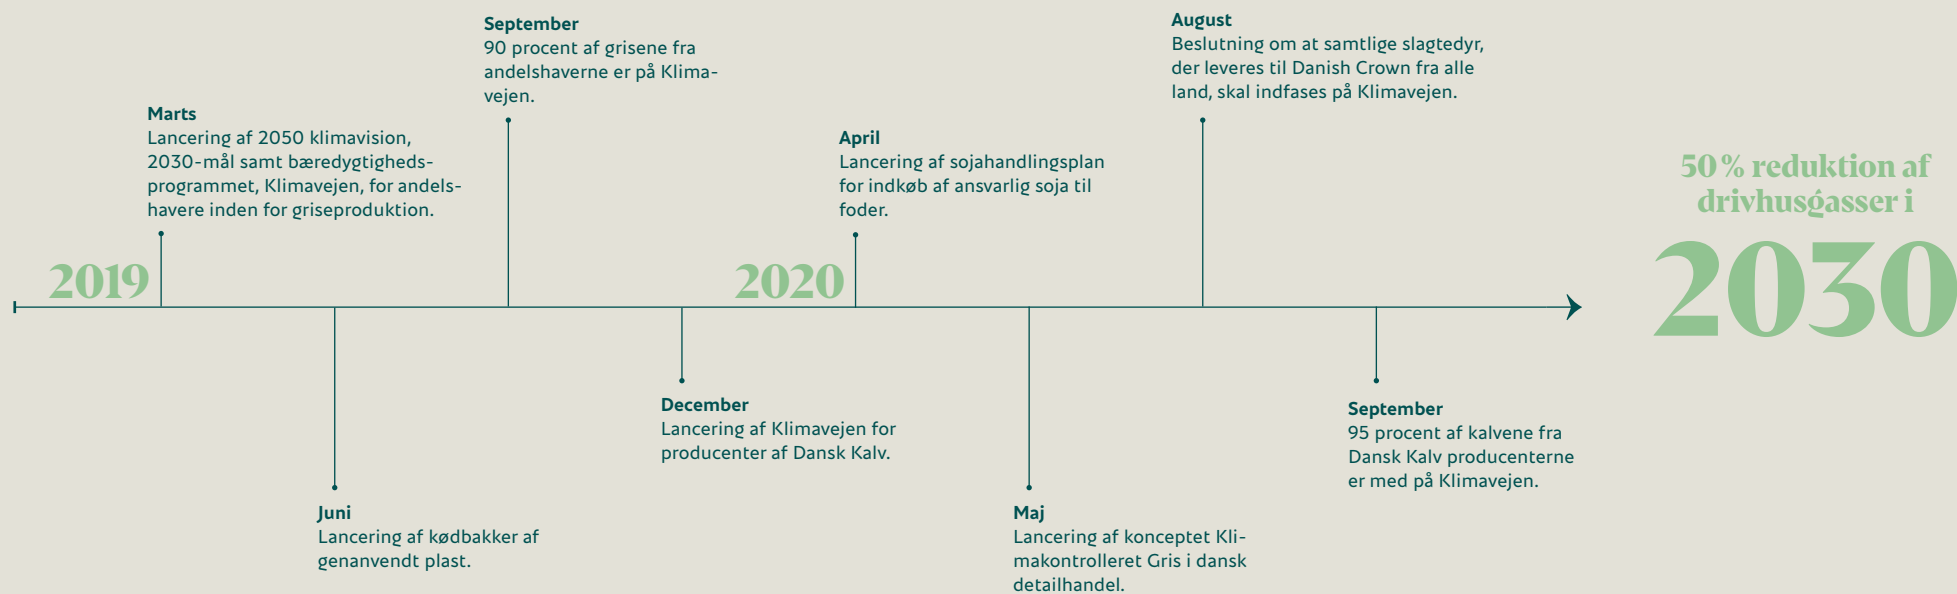 2019
Marts
Lancering af 2050 klimavision,
2030-mål samt bæredygtigheds-
programmet, Klimavejen, for andels-
havere inden for griseproduktion.
Juni
Lancering af kødbakker af
genanvendt plast.
September
90 procent af grisene fra
andelshaverne er på Klima-
vejen.
December
Lancering af Klimavejen for
producenter af Dansk Kalv.
2020
April
Lancering af sojahandlingsplan
for indkøb af ansvarlig soja til
foder.
Maj
Lancering af konceptet Kli-
makontrolleret Gris i dansk
detailhandel.
August
Beslutning om at samtlige slagtedyr,
der leveres til Danish Crown fra alle
land, skal indfases på Klimavejen.
September
95 procent af kalvene fra
Dansk Kalv producenterne
er med på Klimavejen.
50 % reduktion af
drivhusgasser i
2030